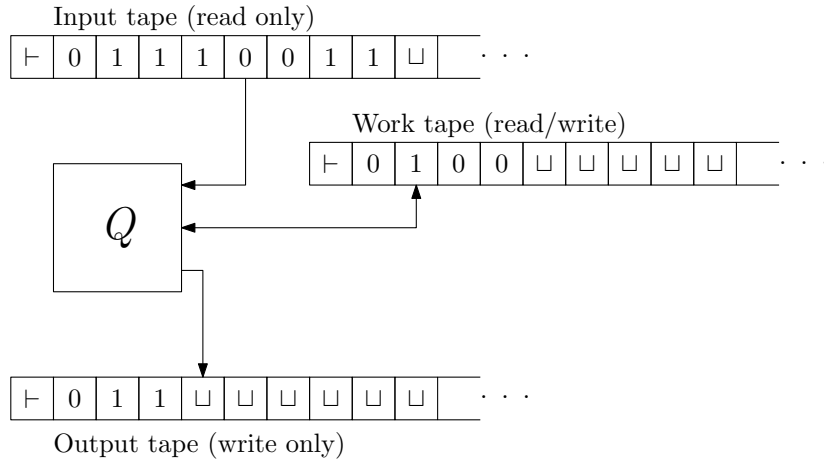 Input tape (read only)
⊢ 0 1 1 1 0 0 1 1 ⊔ · · ·
Work tape (read/write)
⊢ 0 1 0 0 ⊔ ⊔ ⊔ ⊔ ⊔ · · ·
Q
⊢ 0 1 1 ⊔ ⊔ ⊔ ⊔ ⊔ ⊔ · · ·
Output tape (write only)